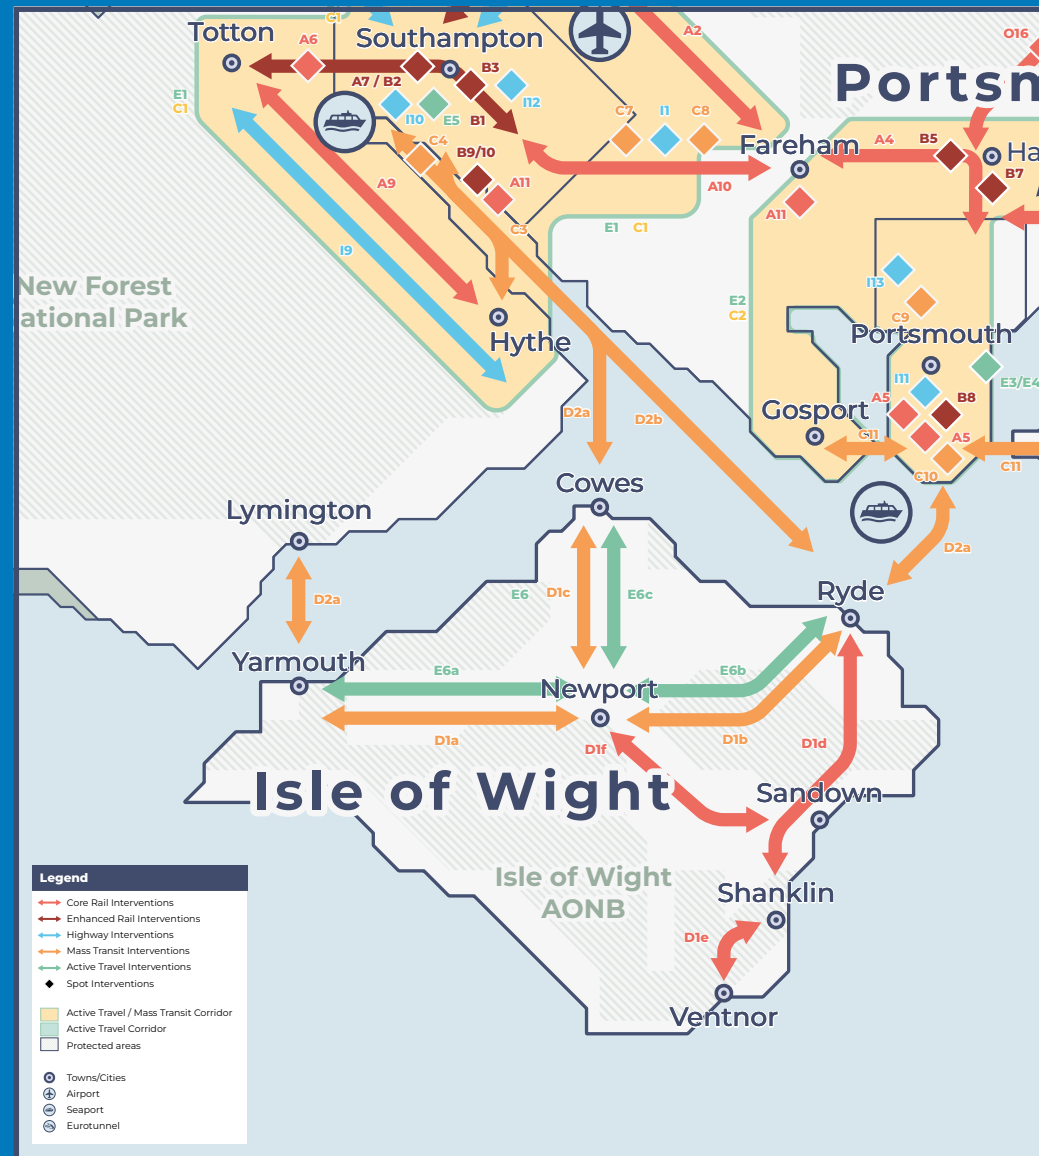 C1
A2
O16
Totton
A6
Southampton
Portsm
B3
A7 / B2
I12
E1
C1
I10
E5
B1
C7
I1
C8
C4
Fareham
A4
B5
Ha
B7
B9/10
A9
A11
A10
A11
C3
E1
C1
I9
I13
New Forest
ational Park
E2
C2
C9
Portsmouth
Hythe
I11
E3/E4
A5
B8
D2a
D2b
Gosport
C11
A5
C11
C10
Cowes
Lymington
D2a
D2a
E6
D1c
E6c
Ryde
Yarmouth
E6a
E6b
Newport
D1a
D1f
D1b
D1d
Isle of Wight
Sandown
Isle of Wight
AONB
Shanklin
D1e
Ventnor
Legend
Core Rail Interventions
Enhanced Rail Interventions
Highway Interventions
Mass Transit Interventions
Active Travel Interventions
Spot Interventions
Active Travel / Mass Transit Corridor
Active Travel Corridor
Protected areas
Towns/Cities
Airport
Seaport
Eurotunnel